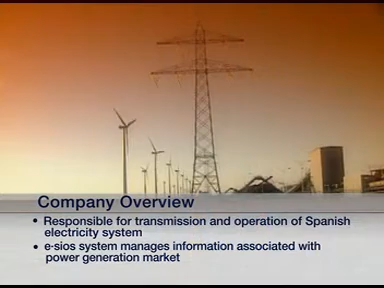 Company Overview
• Responsible for transmission and operation of Spanish
electricity system
• e-sios system manages information associated with
power generation market